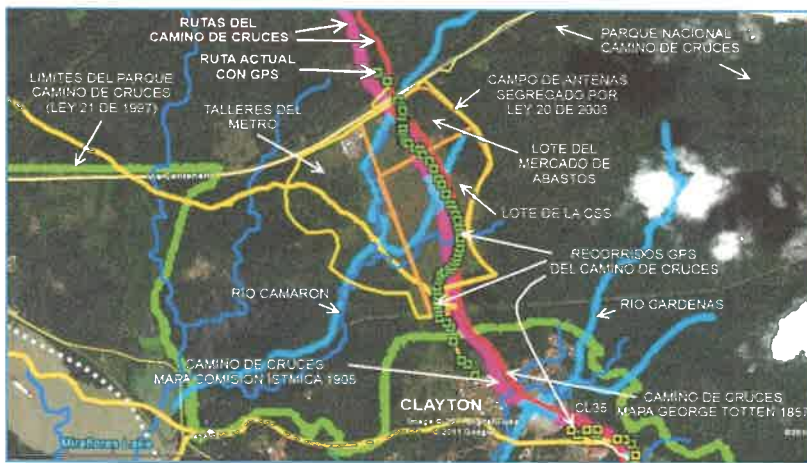 RUTAS DEL
CAMINO DE CRUCES
RUTA ACTUAL
CON GPS
LIMITES DEL PARQUE
CAMINO DE CRUCES
(LEY 21 DE 1997)
TALLERES DEL
METRO
PARQUE NACIONAL
CAMINO DE CRUCES
CAMPO DE ANTENAS
SEGREGADO POR
LEY 20 DE 2003
LOTE DEL
MERCADO DE
ABASTOS
LOTE DE LA CSS
RECORRIDOS GPS
DEL CAMINO DE CRUCES
RIO CAMARON
RIO CARDENAS
CAMINO DE CRUCES
MAPA COMISION ISTMICA 1905
CLAYTON
CL35
CAMINO DE CRUCES
MAPA GEORGE TOTTEN 1857
Miraflores Lake